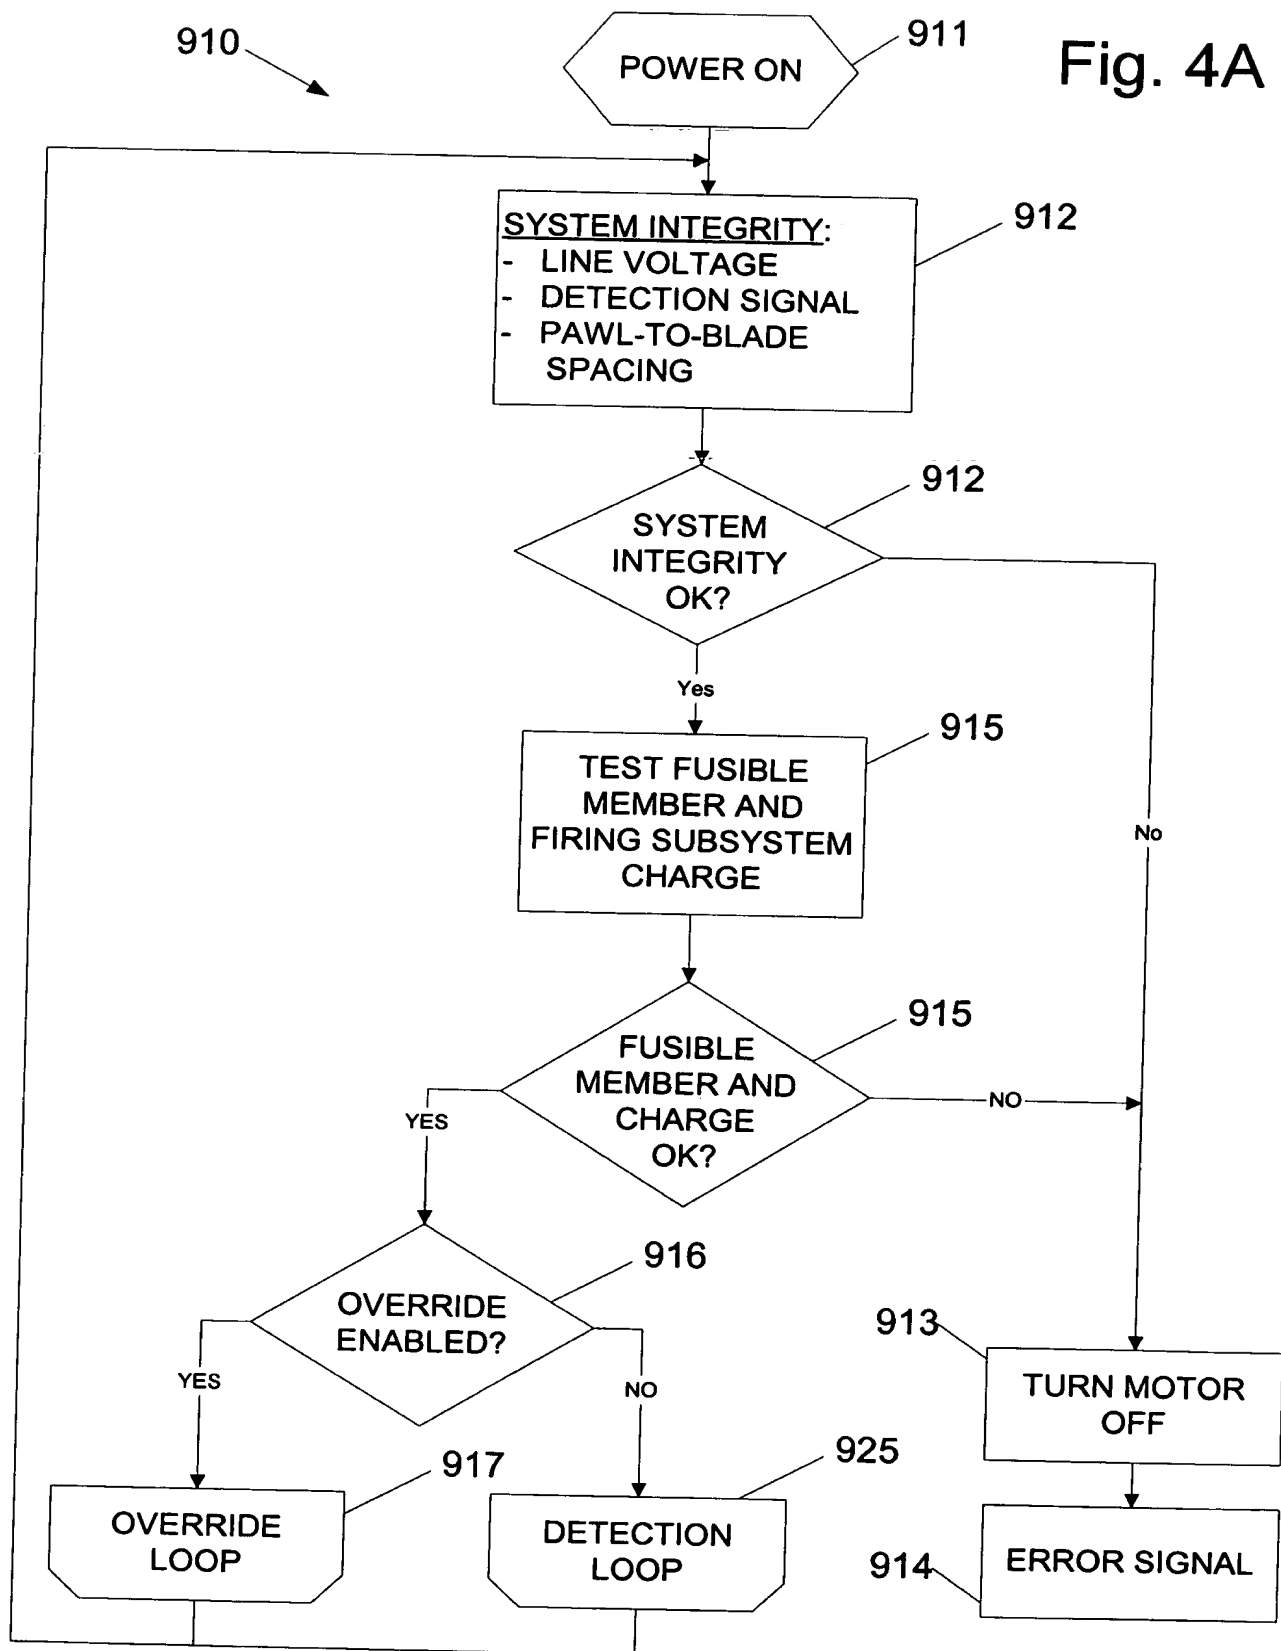 910
POWER ON
911
Fig. 4A
SYSTEM INTEGRITY:
- LINE VOLTAGE
- DETECTION SIGNAL
- PAWL-TO-BLADE
SPACING
912
SYSTEM
INTEGRITY
OK?
912
Yes
No
TEST FUSIBLE
MEMBER AND
FIRING SUBSYSTEM
CHARGE
915
FUSIBLE
MEMBER AND
CHARGE
OK?
915
YES
NO
OVERRIDE
ENABLED?
916
YES
NO
913
TURN MOTOR
OFF
OVERRIDE
LOOP
917
DETECTION
LOOP
925
914
ERROR SIGNAL